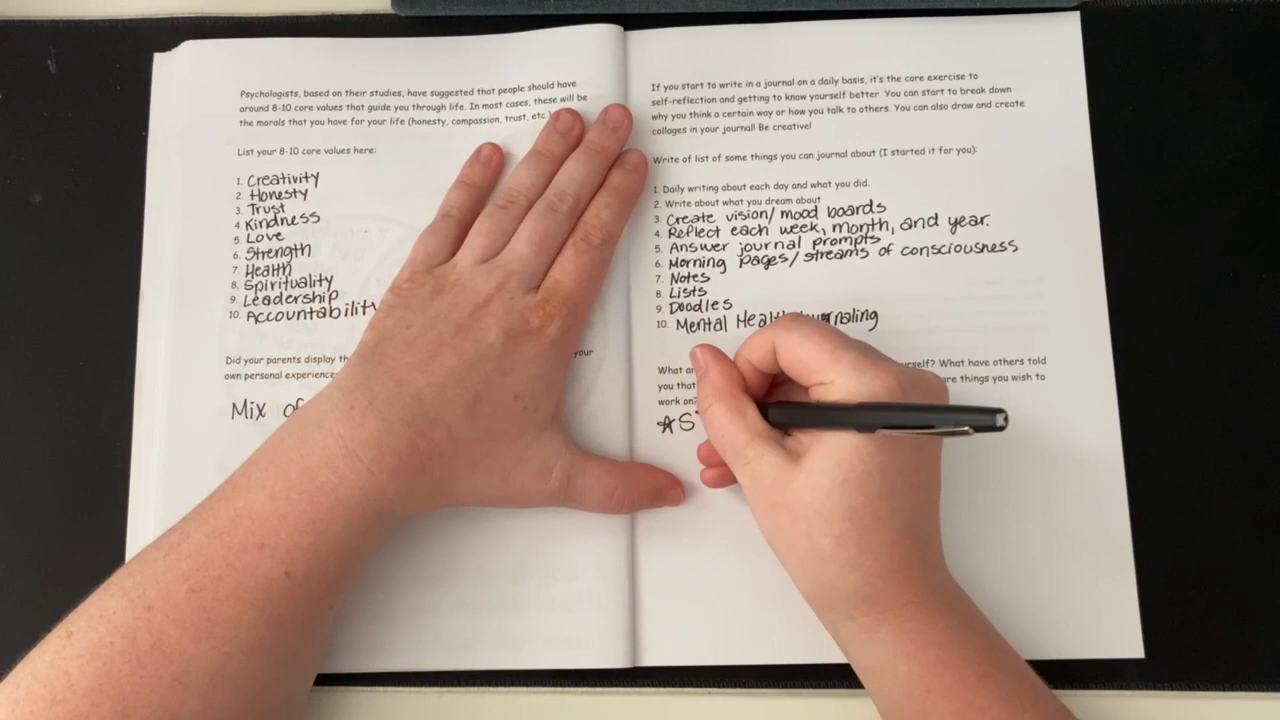 Psychologists, based on their studies, have suggested that people should have
around 8-10 core values that guide you through life. In most cases, these will be
the morals that you have for your life (honesty, compassion, trust, etc.)
List your 8-10 core values here:
1. Creativity
2. Honesty
3. Trust
4. Kindness
5. Love
6. Strength
7. Health
8. Spirituality
9. Leadership
10. Accountability
Did your parents display your
own personal experience
Mix of
If you start to write in a journal on a daily basis, it's the core exercise to
self-reflection and getting to know yourself better. You can start to break down
why you think a certain way or how you talk to others. You can also draw and create
collages in your journal! Be creative!
Write of list of some things you can journal about (I started it for you):
1. Daily writing about each day and what you did.
2. Write about what you dream about
3. Create vision/mood boards
4. Reflect each week, month, and year.
5. Answer journal prompts
6. Morning pages/streams of consciousness
7. Notes
8. Lists
9. Doodles
10. Mental Health
What What have others told
you that are things you wish to
work on?